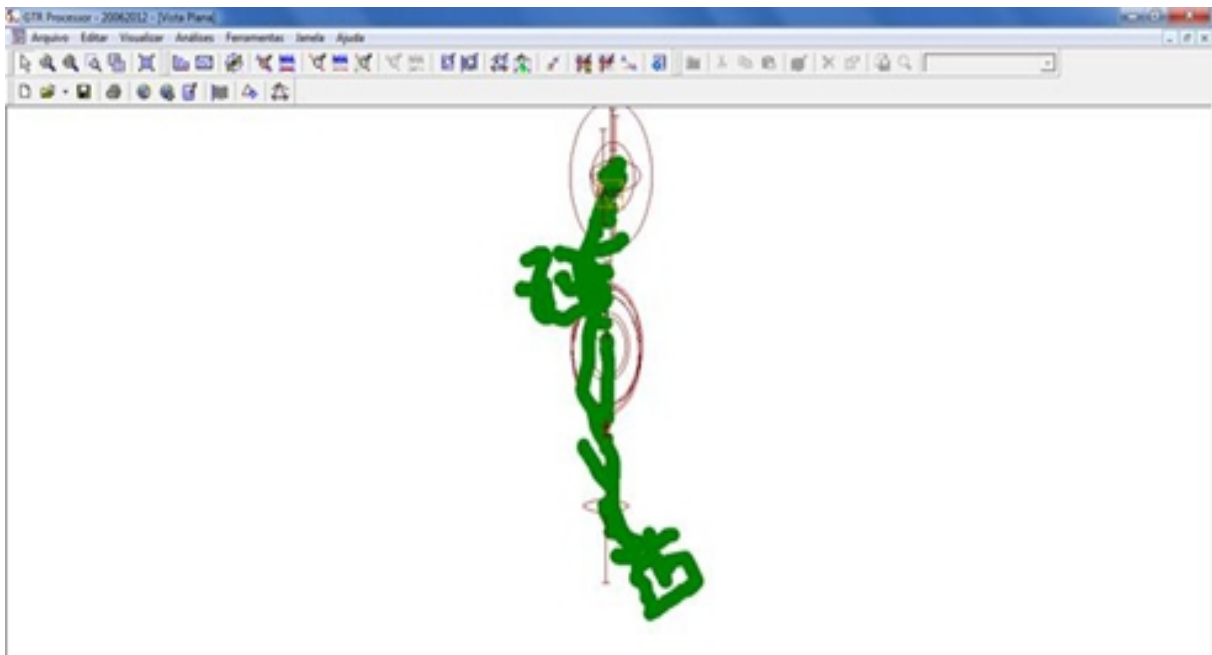 GTR Processor - 20062012 - [Vista Plana]
Arquivo Editar Visualizar Análises Ferramentas Janela Ajuda